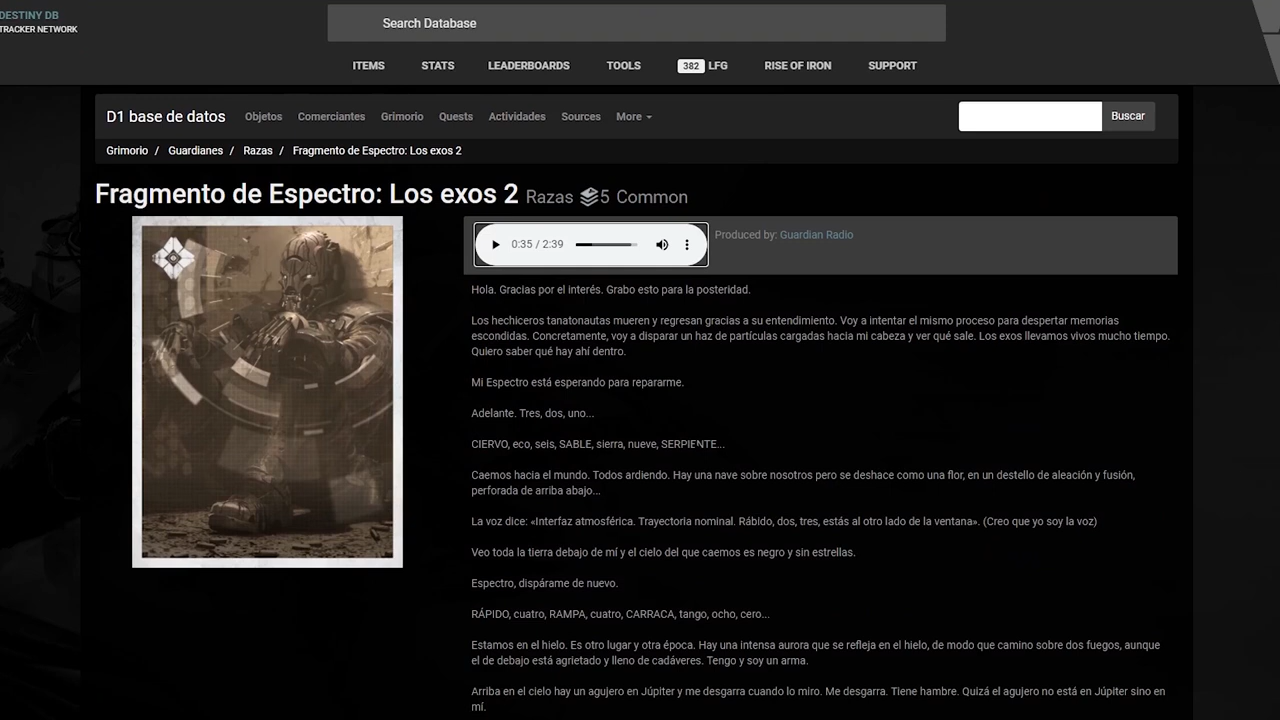 DESTINY DB
TRACKER NETWORK
Search Database
ITEMS STATS LEADERBOARDS TOOLS 382 LFG RISE OF IRON SUPPORT
D1 base de datos Objetos Comerciantes Grimorio Quests Actividades Sources More Buscar
Grimorio / Guardianes / Razas / Fragmento de Espectro: Los exos 2
Fragmento de Espectro: Los exos 2 Razas 5 Common
0:35 / 2:39 Produced by: Guardian Radio
Hola. Gracias por el interés. Grabo esto para la posteridad.
Los hechiceros tanatonautas mueren y regresan gracias a su entendimiento. Voy a intentar el mismo proceso para despertar memorias
escondidas. Concretamente, voy a disparar un haz de partículas cargadas hacia mi cabeza y ver qué sale. Los exos llevamos vivos mucho tiempo.
Quiero saber qué hay ahí dentro.
Mi Espectro está esperando para repararme.
Adelante. Tres, dos, uno...
CIERVO, eco, seis, SABLE, sierra, nueve, SERPIENTE...
Caemos hacia el mundo. Todos ardiendo. Hay una nave sobre nosotros pero se deshace como una flor, en un destello de aleación y fusión,
perforada de arriba abajo...
La voz dice: «Interfaz atmosférica. Trayectoria nominal. Rábido, dos, tres, estás al otro lado de la ventana». (Creo que yo soy la voz)
Veo toda la tierra debajo de mí y el cielo del que caemos es negro y sin estrellas.
Espectro, dispárame de nuevo.
RÁPIDO, cuatro, RAMPA, cuatro, CARRACA, tango, ocho, cero...
Estamos en el hielo. Es otro lugar y otra época. Hay una intensa aurora que se refleja en el hielo, de modo que camino sobre dos fuegos, aunque
el de debajo está agrietado y lleno de cadáveres. Tengo y soy un arma.
Arriba en el cielo hay un agujero en Júpiter y me desgarra cuando lo miro. Me desgarra. Tiene hambre. Quizá el agujero no está en Júpiter sino en
mí.